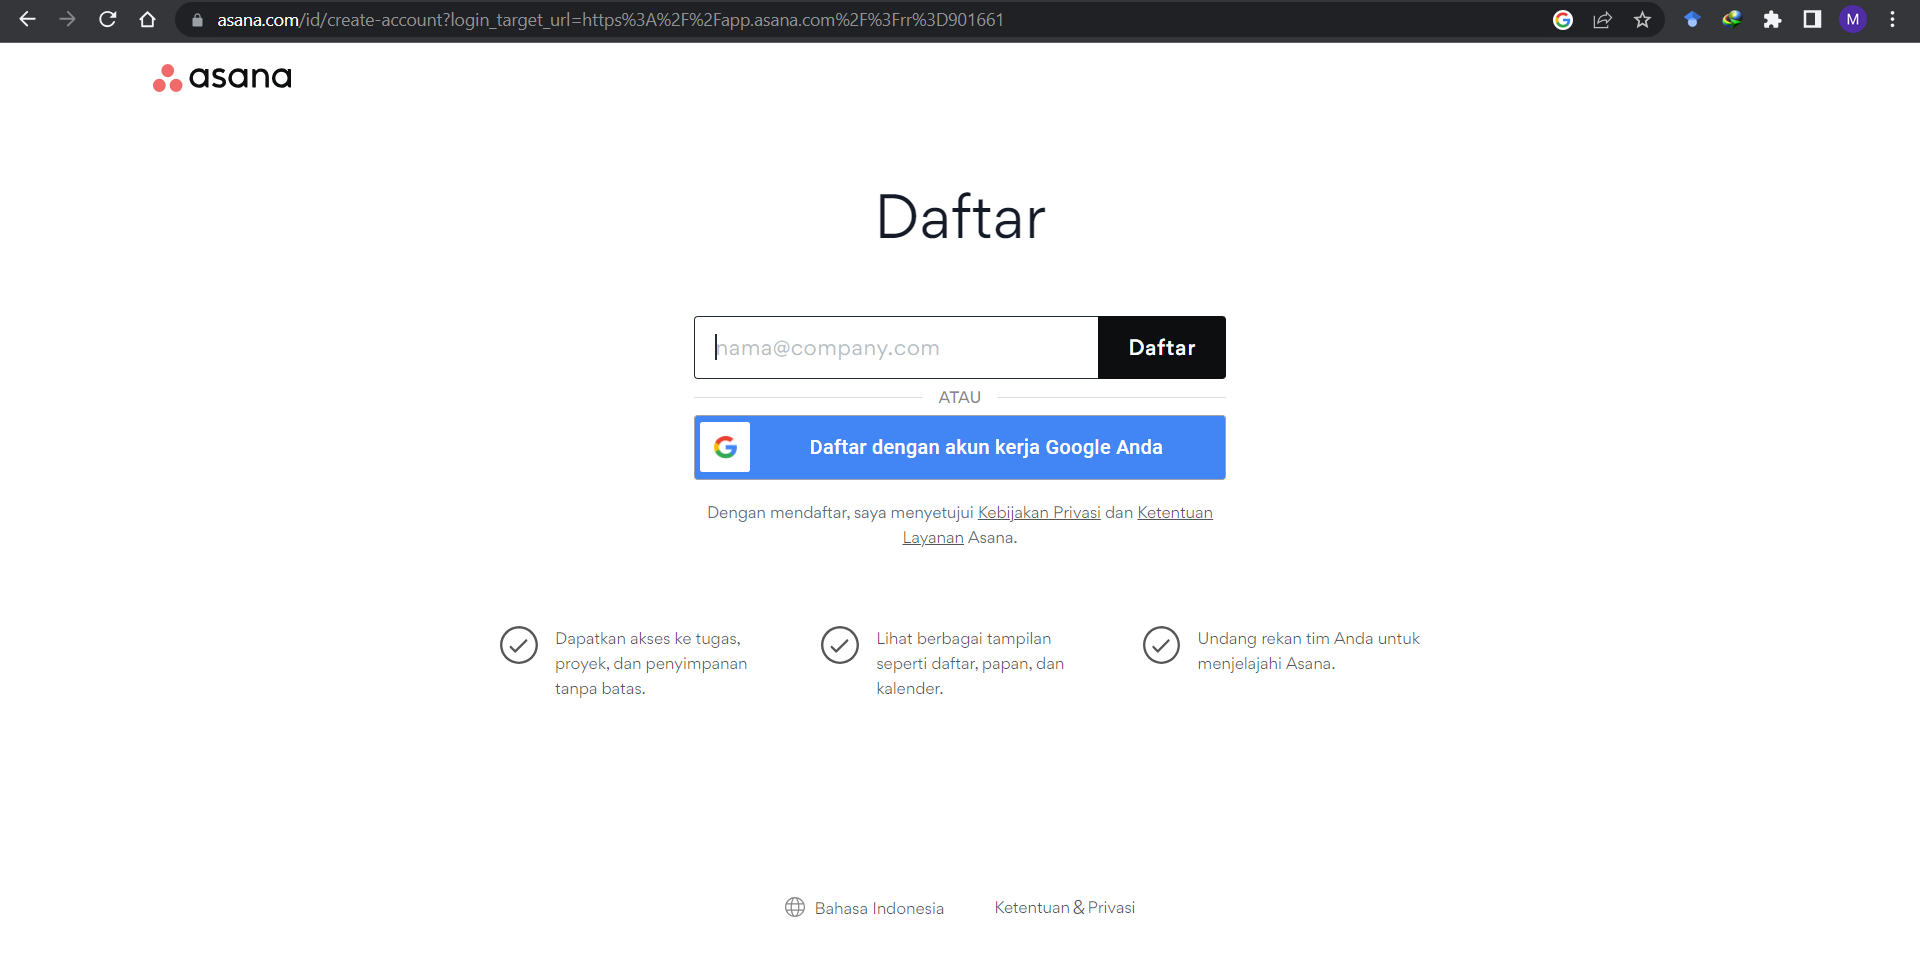 asana.com/id/create-account?login_target_url=https%3A%2F%2Fapp.asana.com%2F%3Frr%3D901661
M
asana
Daftar
nama@company.com
Daftar
ATAU
Daftar dengan akun kerja Google Anda
Dengan mendaftar, saya menyetujui Kebijakan Privasi dan Ketentuan
Layanan Asana.
Dapatkan akses ke tugas,
proyek, dan penyimpanan
tanpa batas.
Lihat berbagai tampilan
seperti daftar, papan, dan
kalender.
Undang rekan tim Anda untuk
menjelajahi Asana.
Bahasa Indonesia
Ketentuan & Privasi